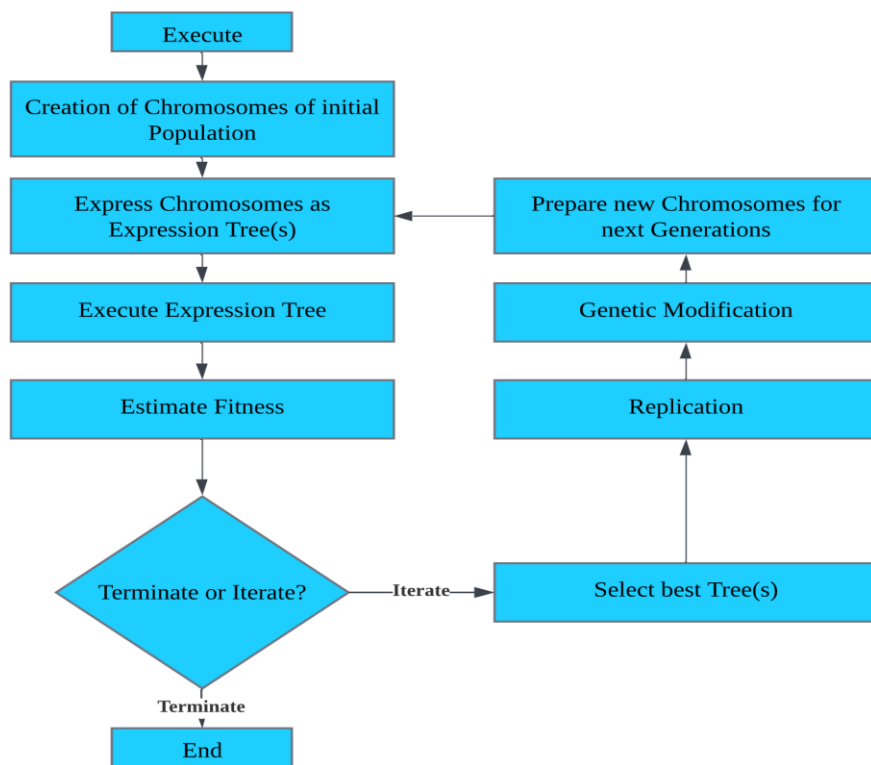 Execute
Creation of Chromosomes of initial
Population
Express Chromosomes as
Expression Tree(s)
Prepare new Chromosomes for
next Generations
Execute Expression Tree
Genetic Modification
Estimate Fitness
Replication
Terminate or Iterate?
Iterate
Select best Tree(s)
Terminate
End